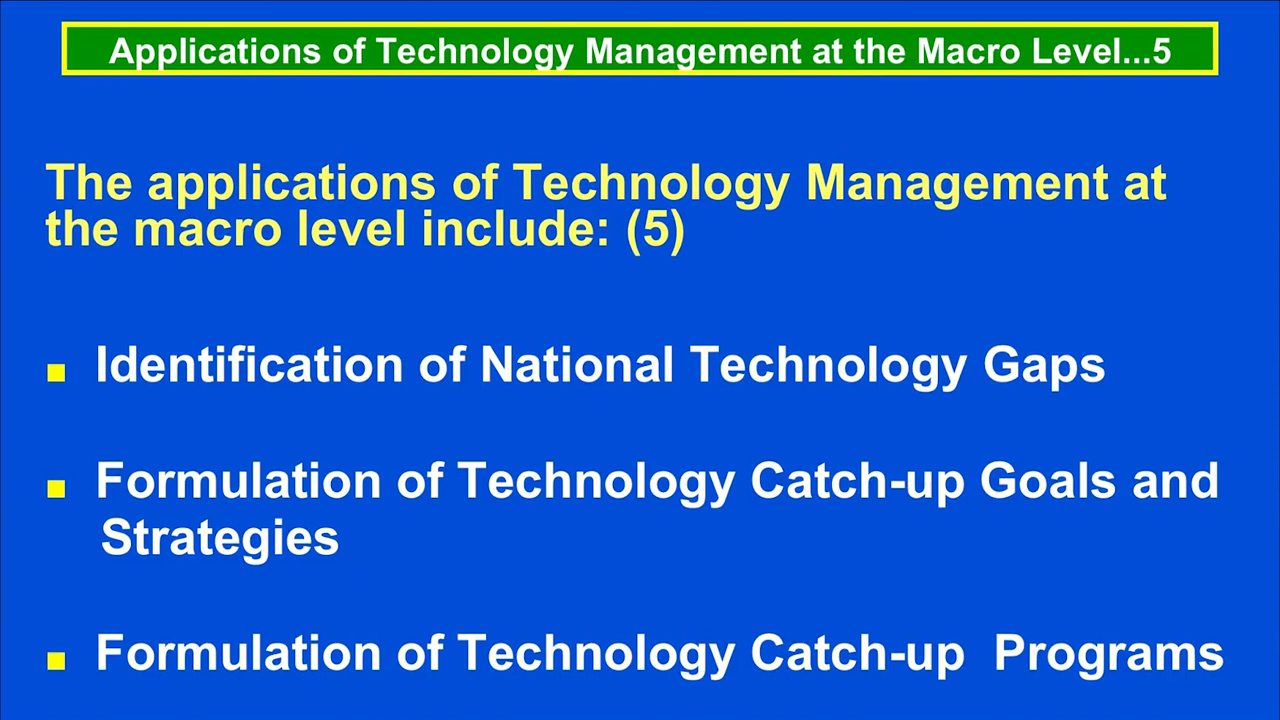 Applications of Technology Management at the Macro Level...5
The applications of Technology Management at
the macro level include: (5)
Identification of National Technology Gaps
Formulation of Technology Catch-up Goals and
Strategies
Formulation of Technology Catch-up  Programs